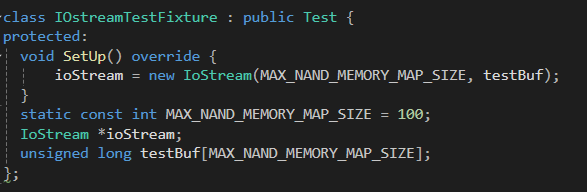 class IOstreamTestFixture : public Test {
protected:
void SetUp() override {
ioStream = new IoStream(MAX_NAND_MEMORY_MAP_SIZE, testBuf);
}
static const int MAX_NAND_MEMORY_MAP_SIZE = 100;
IoStream *ioStream;
unsigned long testBuf[MAX_NAND_MEMORY_MAP_SIZE];
};